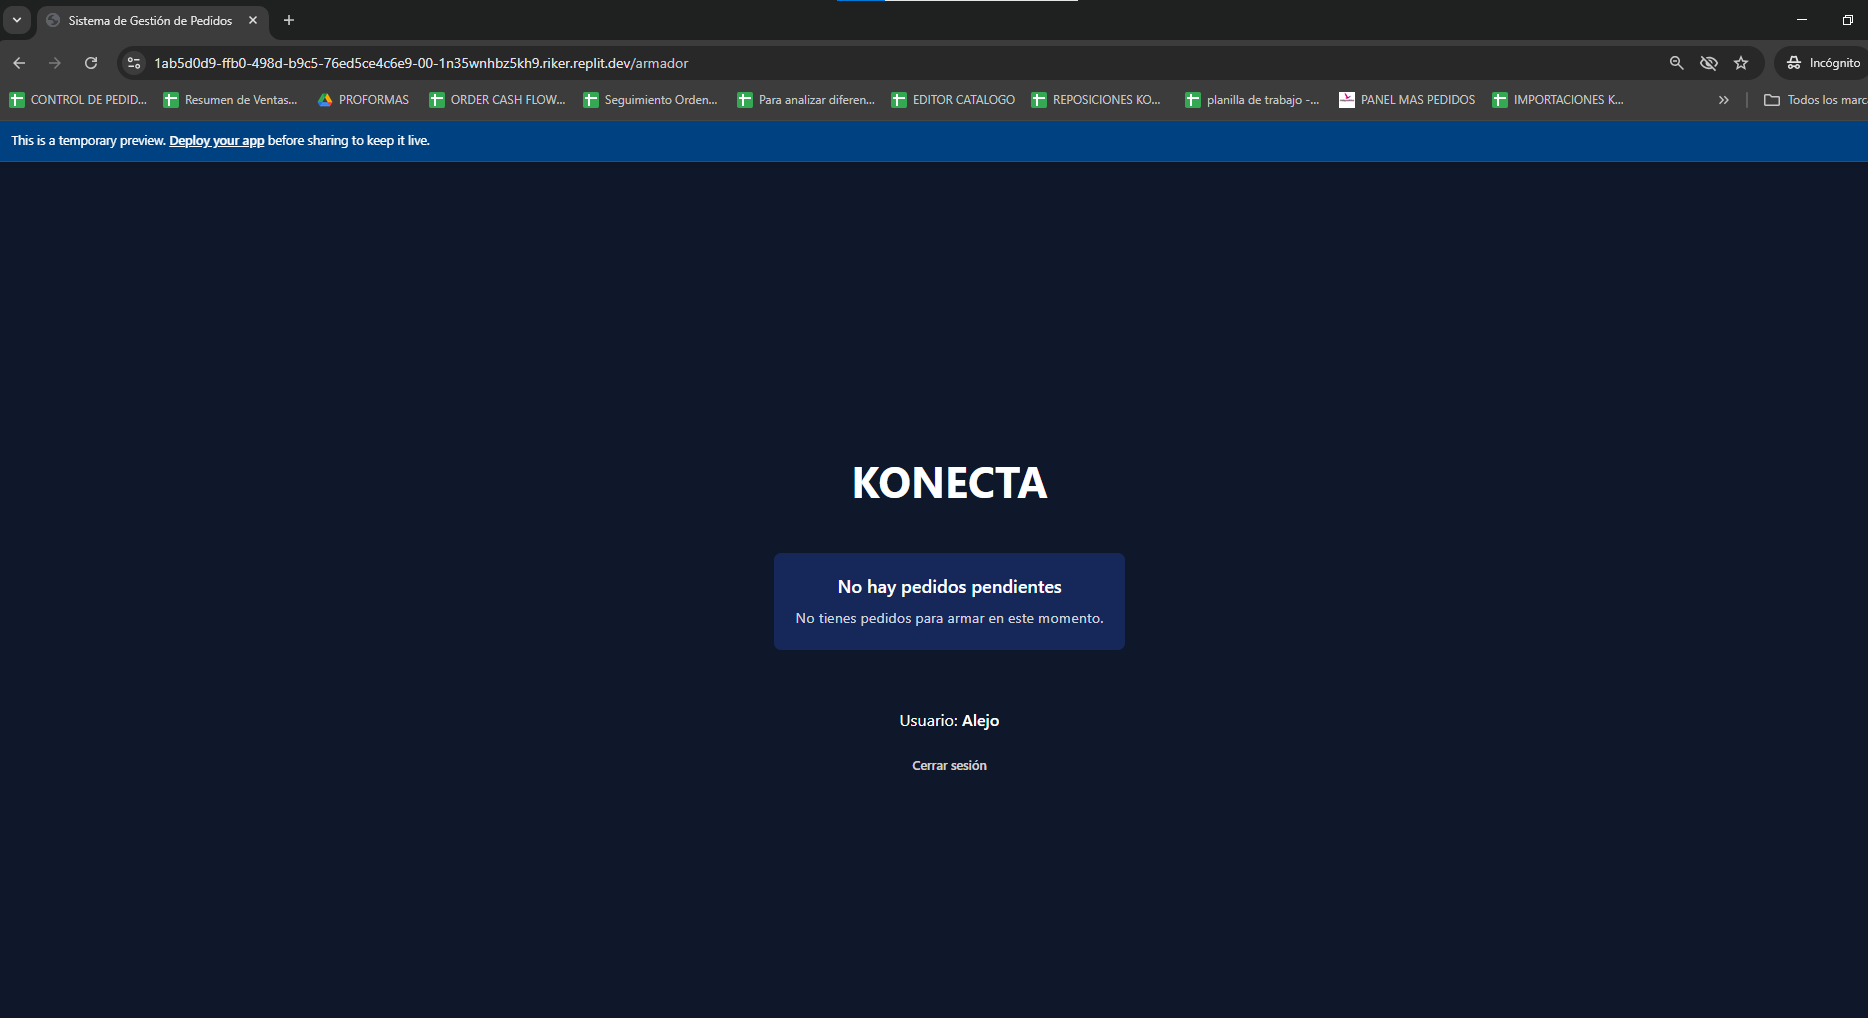 Sistema de Gestión de Pedidos
1ab5d0d9-ffb0-498d-b9c5-76ed5ce4c6e9-00-1n35wnhbz5kh9.riker.replit.dev/armador
Incógnito
CONTROL DE PEDID...
Resumen de Ventas...
PROFORMAS
ORDER CASH FLOW...
Seguimiento Orden...
Para analizar diferen...
EDITOR CATALOGO
REPOSICIONES KO...
planilla de trabajo -...
PANEL MAS PEDIDOS
IMPORTACIONES K...
Todos los marc
This is a temporary preview. Deploy your app before sharing to keep it live.
KONECTA
No hay pedidos pendientes
No tienes pedidos para armar en este momento.
Usuario: Alejo
Cerrar sesión